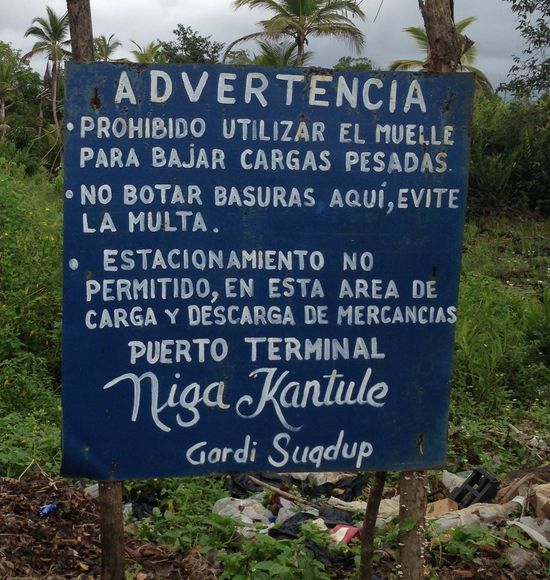 ADVERTENCIA
• PROHIBIDO UTILIZAR EL MUELLE
PARA BAJAR CARGAS PESADAS.
• NO BOTAR BASURAS AQUÍ, EVITE
LA MULTA.
• ESTACIONAMIENTO NO
PERMITIDO, EN ESTA AREA DE
CARGA Y DESCARGA DE MERCANCIAS
PUERTO TERMINAL
Niga Kantule
Gardi Sugdup